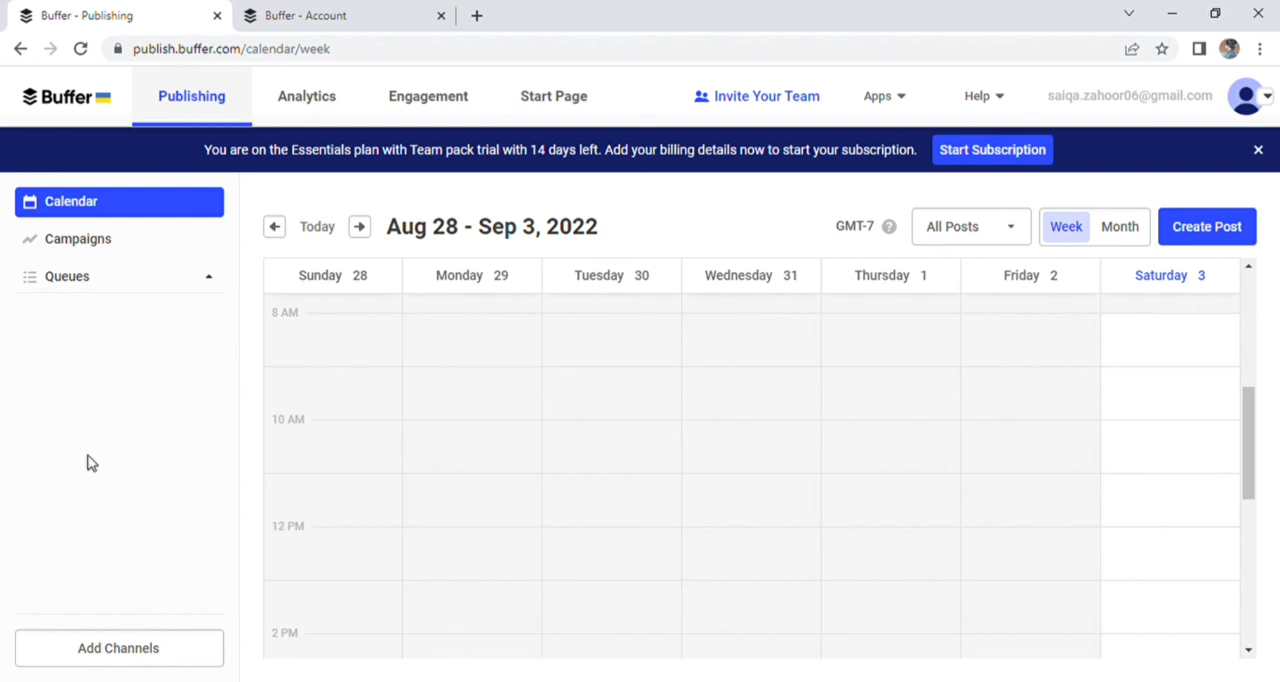 Buffer - Publishing
Buffer - Account
publish.buffer.com/calendar/week
Buffer
Publishing
Analytics
Engagement
Start Page
Invite Your Team
Apps
Help
saiqa.zahoor06@gmail.com
You are on the Essentials plan with Team pack trial with 14 days left. Add your billing details now to start your subscription.
Start Subscription
Calendar
Campaigns
Queues
Add Channels
Today
Aug 28 - Sep 3, 2022
GMT-7
All Posts
Week
Month
Create Post
Sunday 28
Monday 29
Tuesday 30
Wednesday 31
Thursday 1
Friday 2
Saturday 3
8 AM
10 AM
12 PM
2 PM